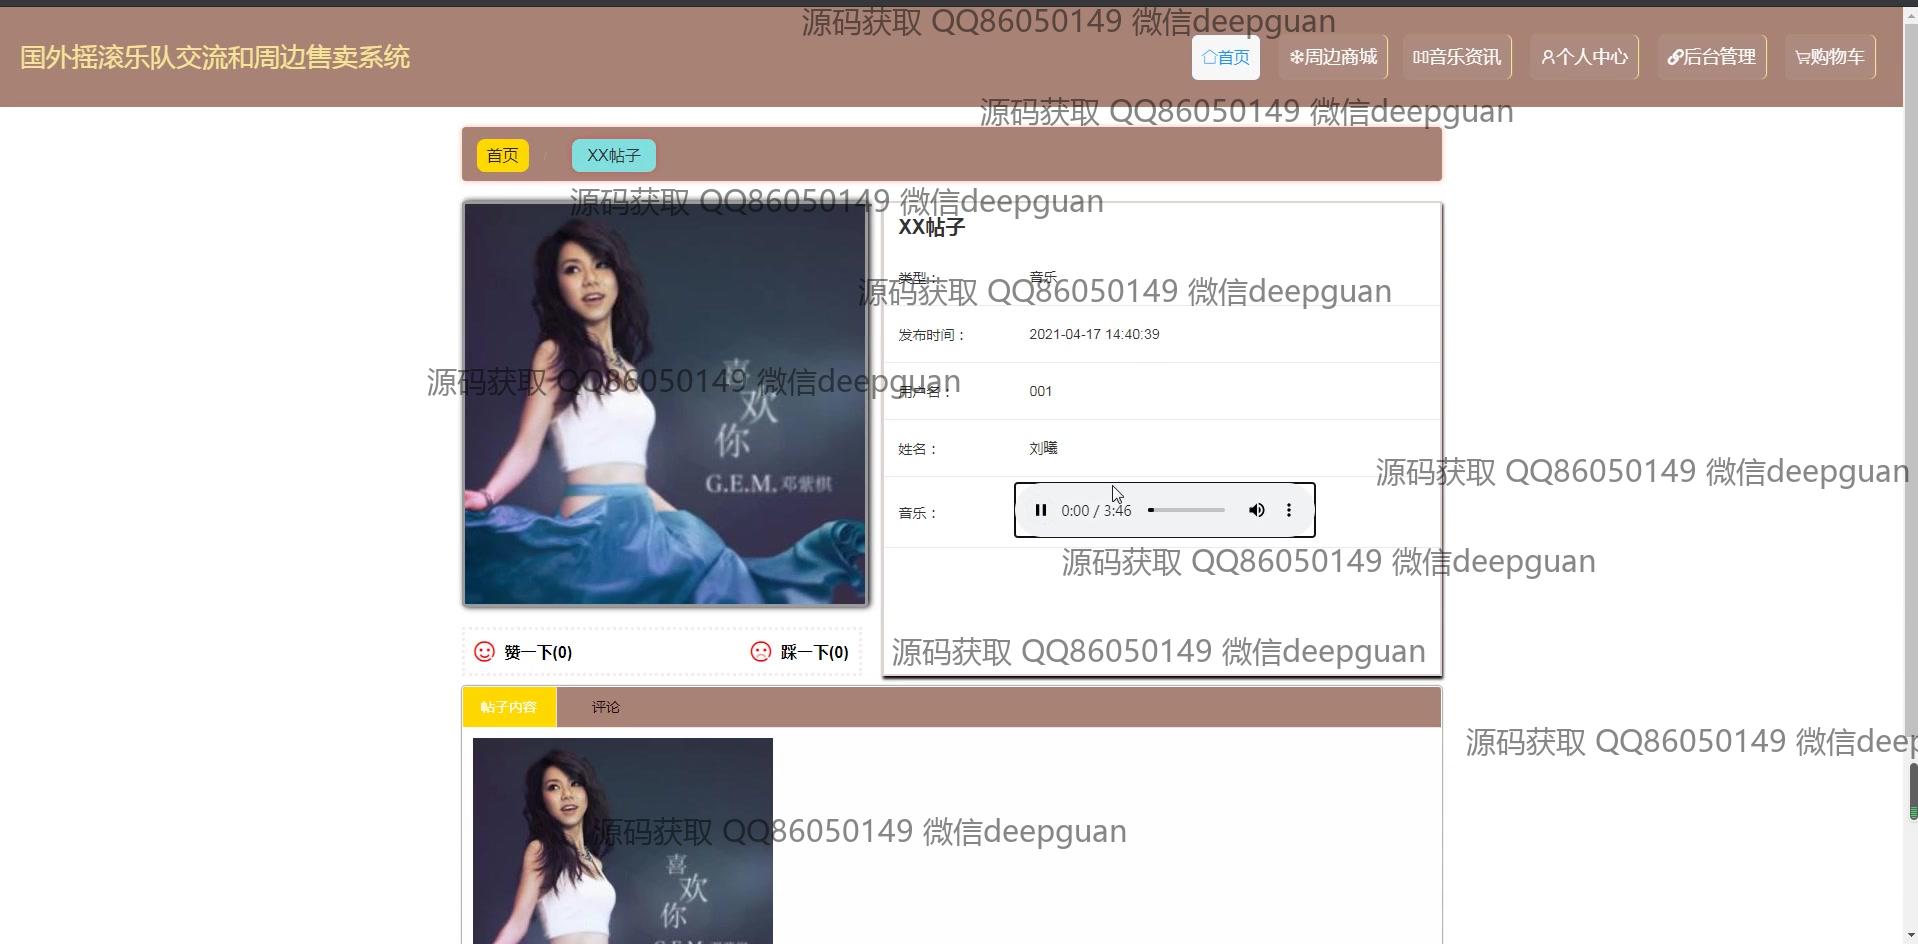 源码获取 QQ86050149 微信deepguan
国外摇滚乐队交流和周边售卖系统
首页 周边商城 音乐资讯 个人中心 后台管理 购物车
源码获取 QQ86050149 微信deepguan
首页 / XX帖子
源码获取 QQ86050149 微信deepguan
XX帖子
类型： 音乐
源码获取 QQ86050149 微信deepguan
发布时间： 2021-04-17 14:40:39
源码获取 QQ86050149 微信deepguan
用户名： 001
喜欢你
G.E.M.邓紫棋
姓名： 刘曦
源码获取 QQ86050149 微信deepguan
音乐： 0:00 / 3:46
源码获取 QQ86050149 微信deepguan
赞一下(0) 踩一下(0)
源码获取 QQ86050149 微信deepguan
帖子内容 评论
源码获取 QQ86050149 微信deep
源码获取 QQ86050149 微信deepguan
喜欢你